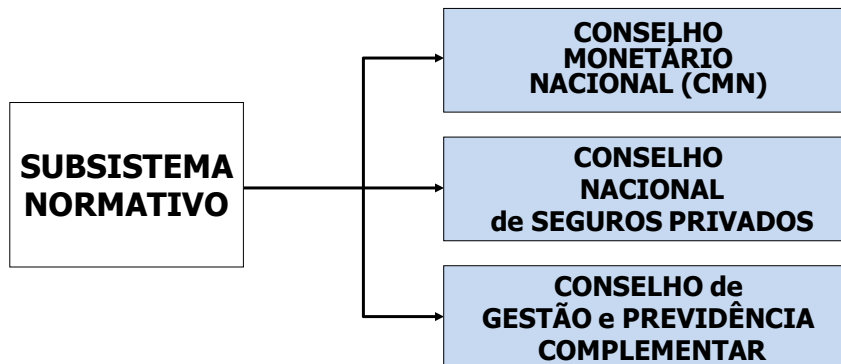 SUBSISTEMA
NORMATIVO
CONSELHO
MONETÁRIO
NACIONAL (CMN)
CONSELHO
NACIONAL
de SEGUROS PRIVADOS
CONSELHO de
GESTÃO e PREVIDÊNCIA
COMPLEMENTAR